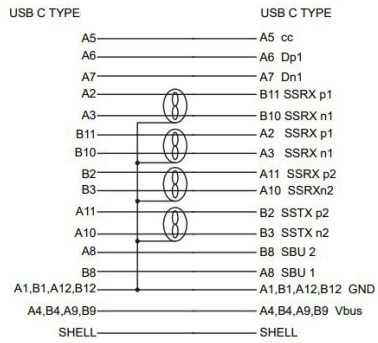 USB C TYPE USB C TYPE
A5 A5 cc
A6 A6 Dp1
A7 A7 Dn1
A2 B11 SSRX p1
A3 B10 SSRX n1
B11 A2 SSRX p1
B10 A3 SSRX n1
B2 A11 SSRX p2
B3 A10 SSRXn2
A11 B2 SSTX p2
A10 B3 SSTX n2
A8 B8 SBU 2
B8 A8 SBU 1
A1,B1,A12,B12 A1,B1,A12,B12 GND
A4,B4,A9,B9 A4,B4,A9,B9 Vbus
SHELL SHELL